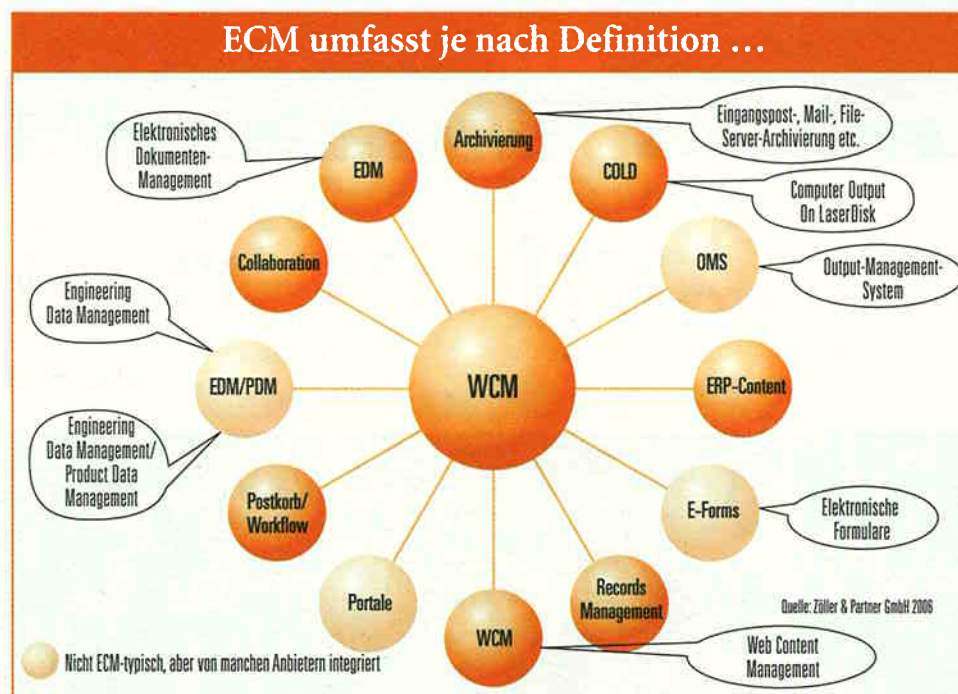 ECM umfasst je nach Definition ...
Elektronisches
Dokumenten-
Management
EDM
Archivierung
Eingangspost-, Mail-, File-
Server-Archivierung etc.
COLD
Computer Output
On LaserDisk
Collaboration
OMS
Output-Management-
System
Engineering
Data Management
EDM/PDM
WCM
ERP-Content
Engineering
Data Management/
Product Data
Management
Postkorb/
Workflow
E-Forms
Elektronische
Formulare
Portale
WCM
Records
Management
Quelle: Zöller & Partner GmbH 2006
Web Content
Management
Nicht ECM-typisch, aber von manchen Anbietern integriert